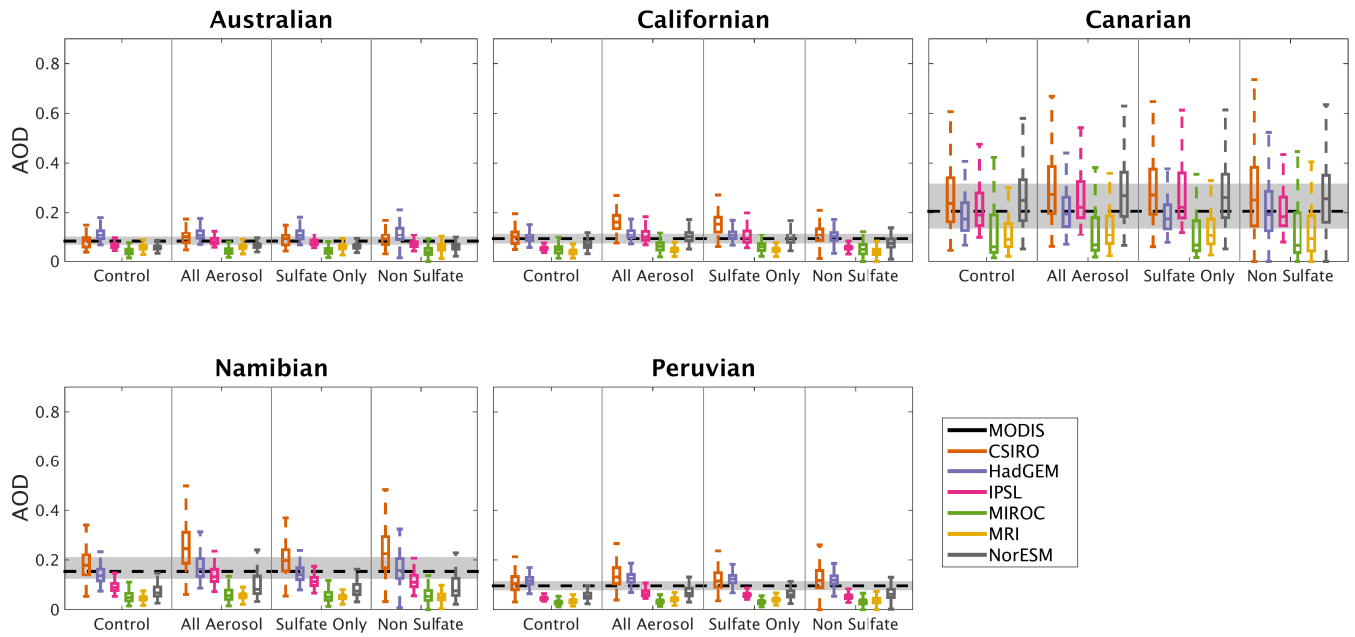 Australian
Californian
Canarian
AOD
0.8
0.6
0.4
0.2
0
Control
All Aerosol
Sulfate Only
Non Sulfate
Control
All Aerosol
Sulfate Only
Non Sulfate
Control
All Aerosol
Sulfate Only
Non Sulfate
Namibian
Peruvian
AOD
0.8
0.6
0.4
0.2
0
Control
All Aerosol
Sulfate Only
Non Sulfate
Control
All Aerosol
Sulfate Only
Non Sulfate
MODIS
CSIRO
HadGEM
IPSL
MIROC
MRI
NorESM